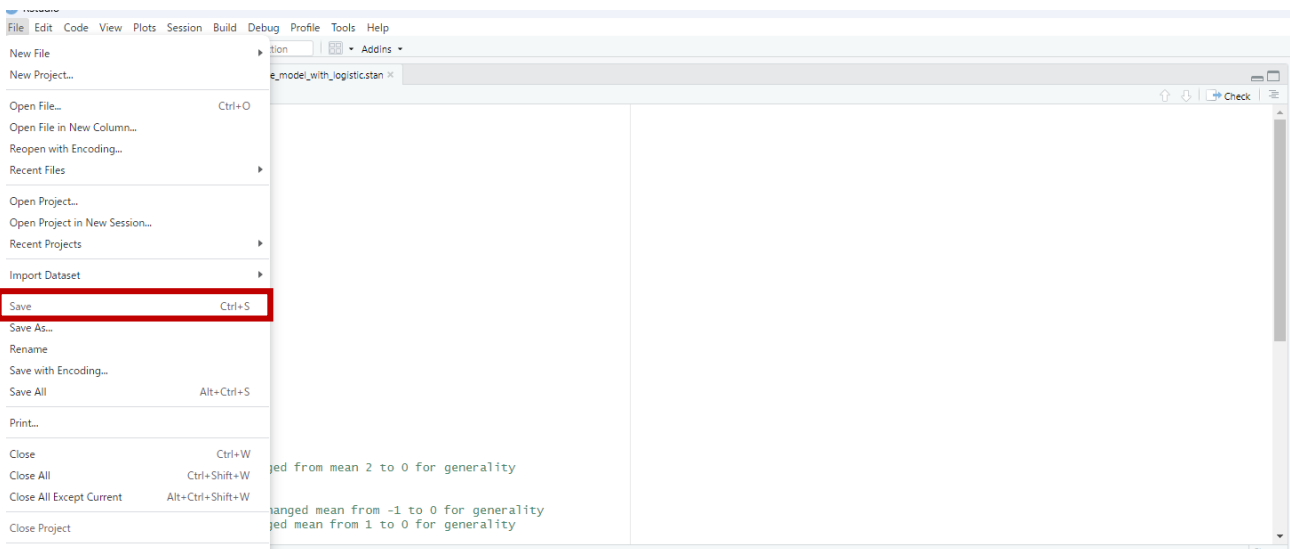 File Edit Code View Plots Session Build Debug Profile Tools Help
Addins
New File
New Project...
e_model_with_logistic.stan
Check
Open File... Ctrl+O
Open File in New Column...
Reopen with Encoding...
Recent Files
Open Project...
Open Project in New Session...
Recent Projects
Import Dataset
Save Ctrl+S
Save As...
Rename
Save with Encoding...
Save All Alt+Ctrl+S
Print...
Close Ctrl+W
Close All Ctrl+Shift+W
Close All Except Current Alt+Ctrl+Shift+W
Close Project
ged from mean 2 to 0 for generality
hanged mean from -1 to 0 for generality
ged mean from 1 to 0 for generality